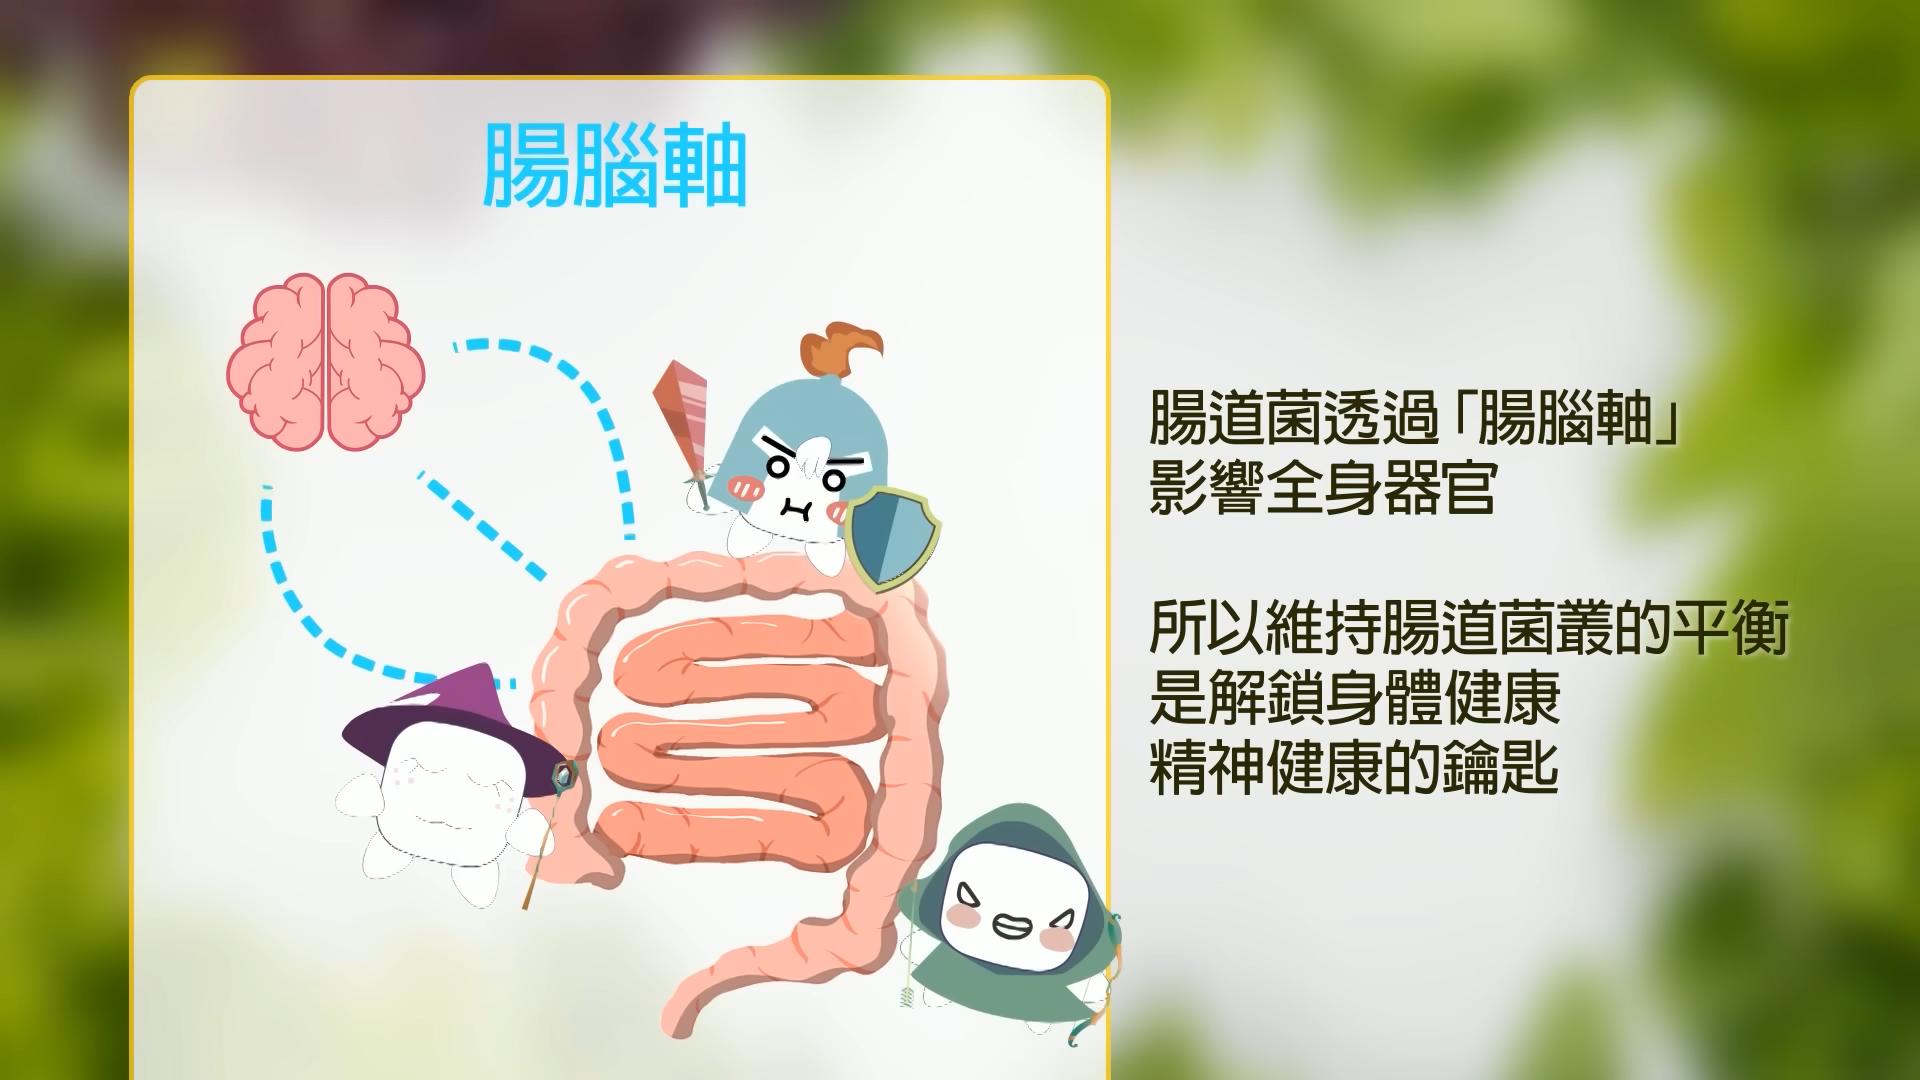 腸腦軸
腸道菌透過「腸腦軸」
影響全身器官
所以維持腸道菌叢的平衡
是解鎖身體健康
精神健康的鑰匙